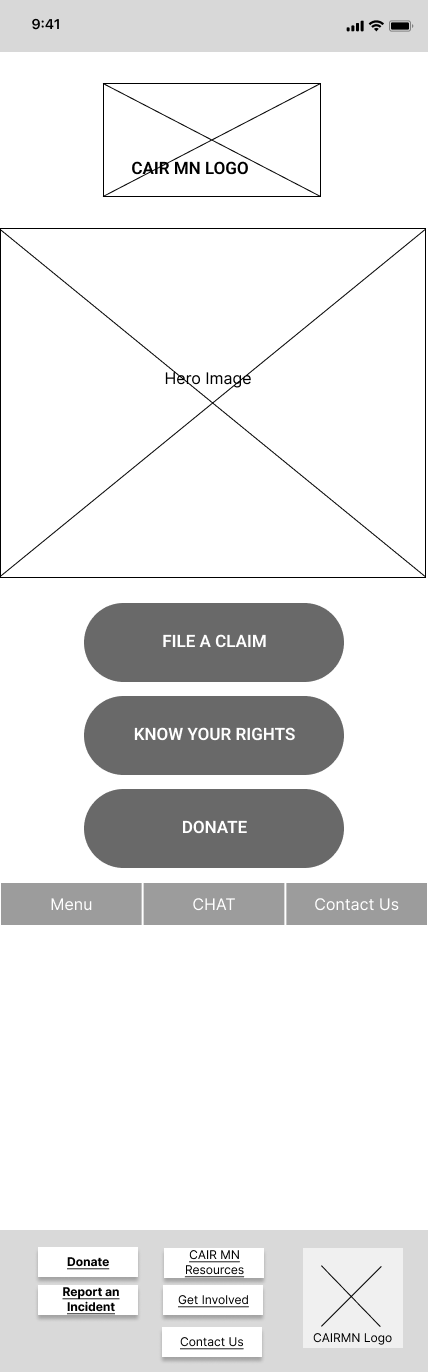 9:41
CAIR MN LOGO
Hero Image
FILE A CLAIM
KNOW YOUR RIGHTS
DONATE
Menu
CHAT
Contact Us
Donate
Report an
Incident
CAIR MN
Resources
Get Involved
Contact Us
CAIRMN Logo